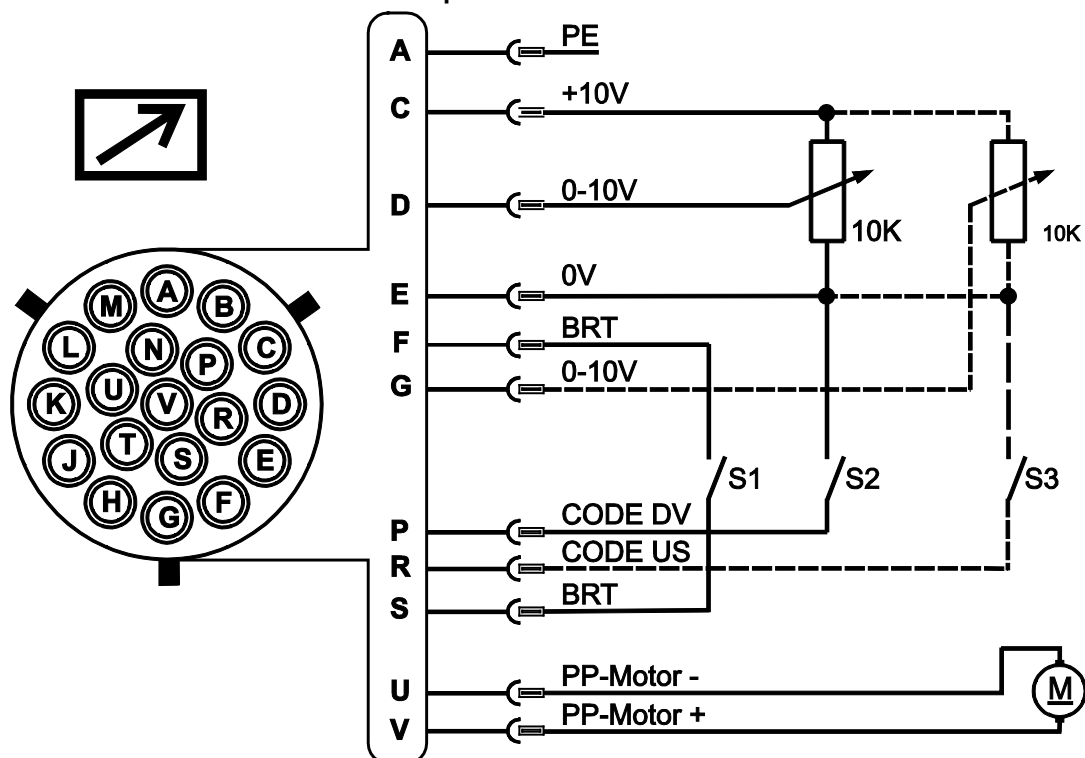 A PE
C +10V
D 0-10V
10K
10K
E 0V
F BRT
G 0-10V
S1 S2 S3
P CODE DV
R CODE US
S BRT
U PP-Motor -
V PP-Motor +
M
A
M B
L N P C
K U V R D
J T S E
H G F